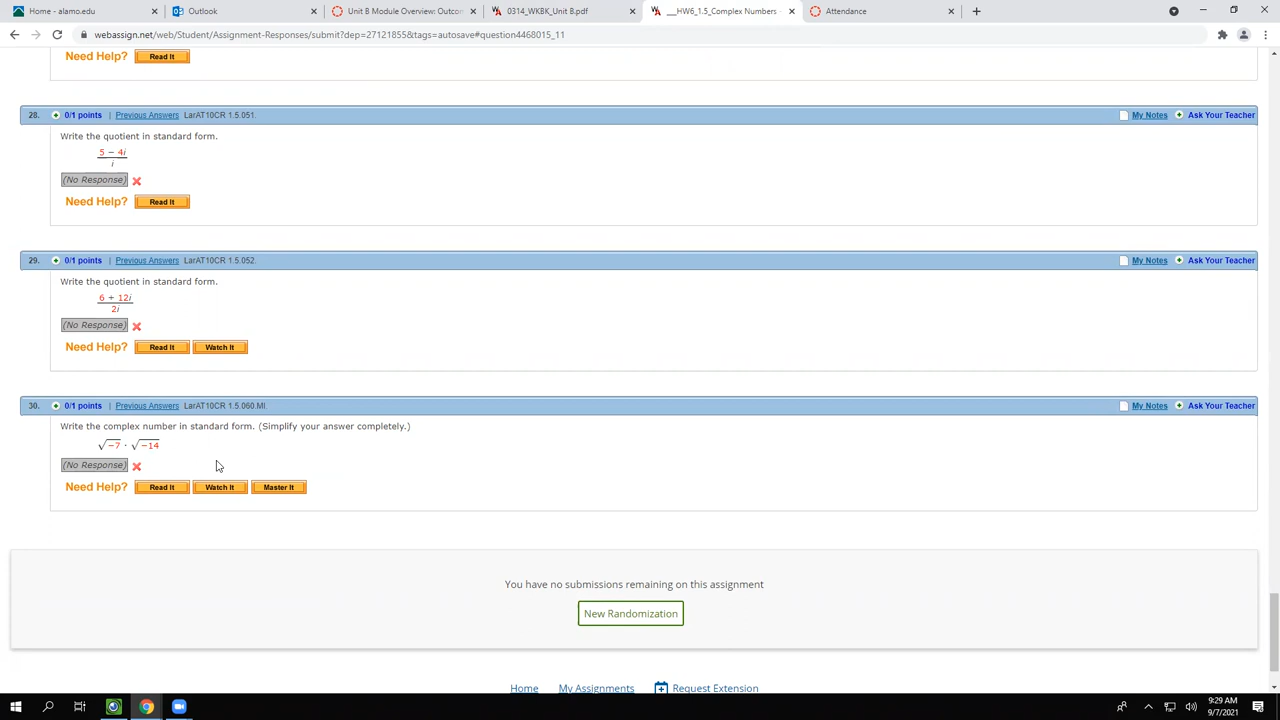 Home - alamo.edu
Outlook
Unit B Module Overview: Outcom
0314_WKBK_Unit B.pdf
___HW6_1.5_Complex Numbers -
Attendance
webassign.net/web/Student/Assignment-Responses/submit?dep=27121855&tags=autosave#question4468015_11
Need Help? Read It
28. 0/1 points | Previous Answers LarAT10CR 1.5.051. My Notes Ask Your Teacher
Write the quotient in standard form.
5 − 4i
i
(No Response)
Need Help? Read It
29. 0/1 points | Previous Answers LarAT10CR 1.5.052. My Notes Ask Your Teacher
Write the quotient in standard form.
6 + 12i
2i
(No Response)
Need Help? Read It Watch It
30. 0/1 points | Previous Answers LarAT10CR 1.5.060.MI. My Notes Ask Your Teacher
Write the complex number in standard form. (Simplify your answer completely.)
√−7 · √−14
(No Response)
Need Help? Read It Watch It Master It
You have no submissions remaining on this assignment
New Randomization
Home My Assignments Request Extension
9:29 AM
9/7/2021